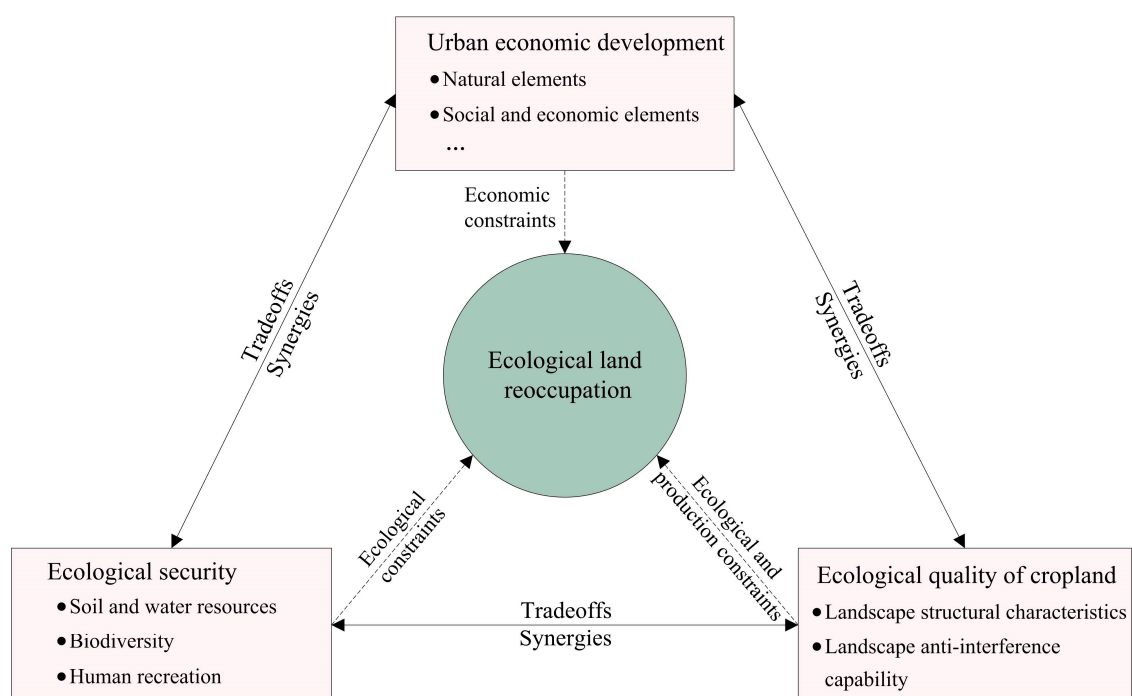 Urban economic development
●Natural elements
●Social and economic elements
...
Economic
constraints
Tradeoffs
Synergies
Tradeoffs
Synergies
Ecological land
reoccupation
Ecological
constraints
Ecological and
production constraints
Ecological security
●Soil and water resources
●Biodiversity
●Human recreation
Tradeoffs
Synergies
Ecological quality of cropland
●Landscape structural characteristics
●Landscape anti-interference
capability